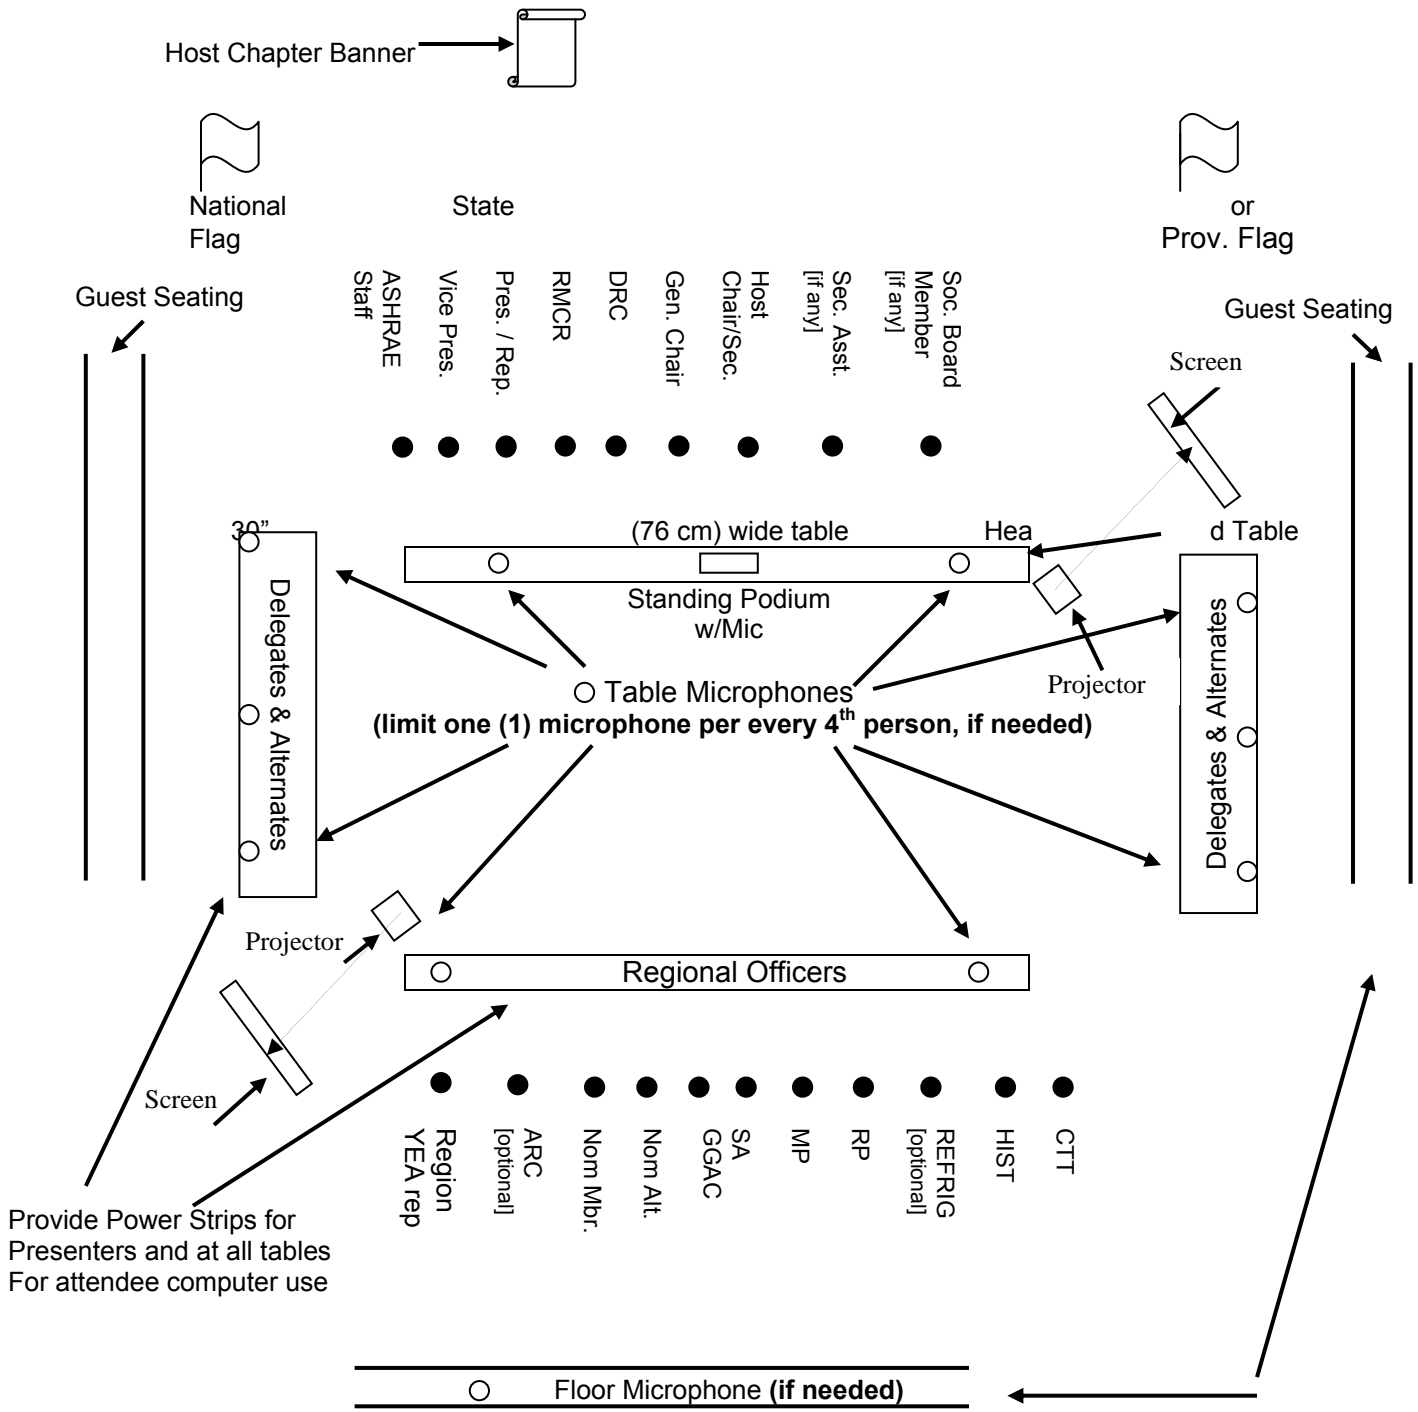 Host Chapter Banner
National
Flag
State
or
Prov. Flag
Guest Seating
Guest Seating
ASHRAE
Staff
Vice Pres.
Pres. / Rep.
RMCR
DRC
Gen. Chair
Host
Chair/Sec.
Sec. Asst.
[if any]
Soc. Board
Member
[if any]
Screen
30”
(76 cm) wide table
Hea
d Table
Standing Podium
w/Mic
Delegates & Alternates
Delegates & Alternates
Table Microphones
(limit one (1) microphone per every 4th person, if needed)
Projector
Projector
Regional Officers
Screen
Region
YEA rep
ARC
[optional]
Nom Mbr.
Nom Alt.
SA
GGAC
MP
RP
REFRIG
[optional]
HIST
CTT
Provide Power Strips for
Presenters and at all tables
For attendee computer use
Floor Microphone (if needed)